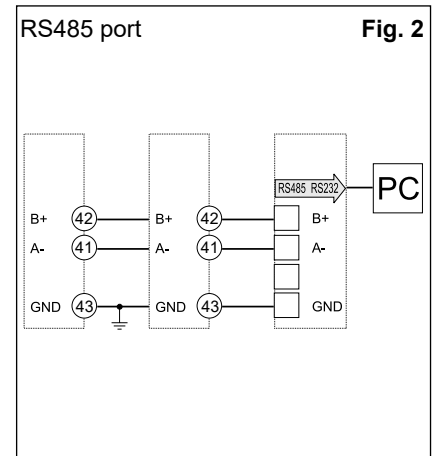 RS485 port Fig. 2
RS485 RS232 PC
B+ 42 B+ 42 B+
A- 41 A- 41 A-
GND 43 GND 43 GND